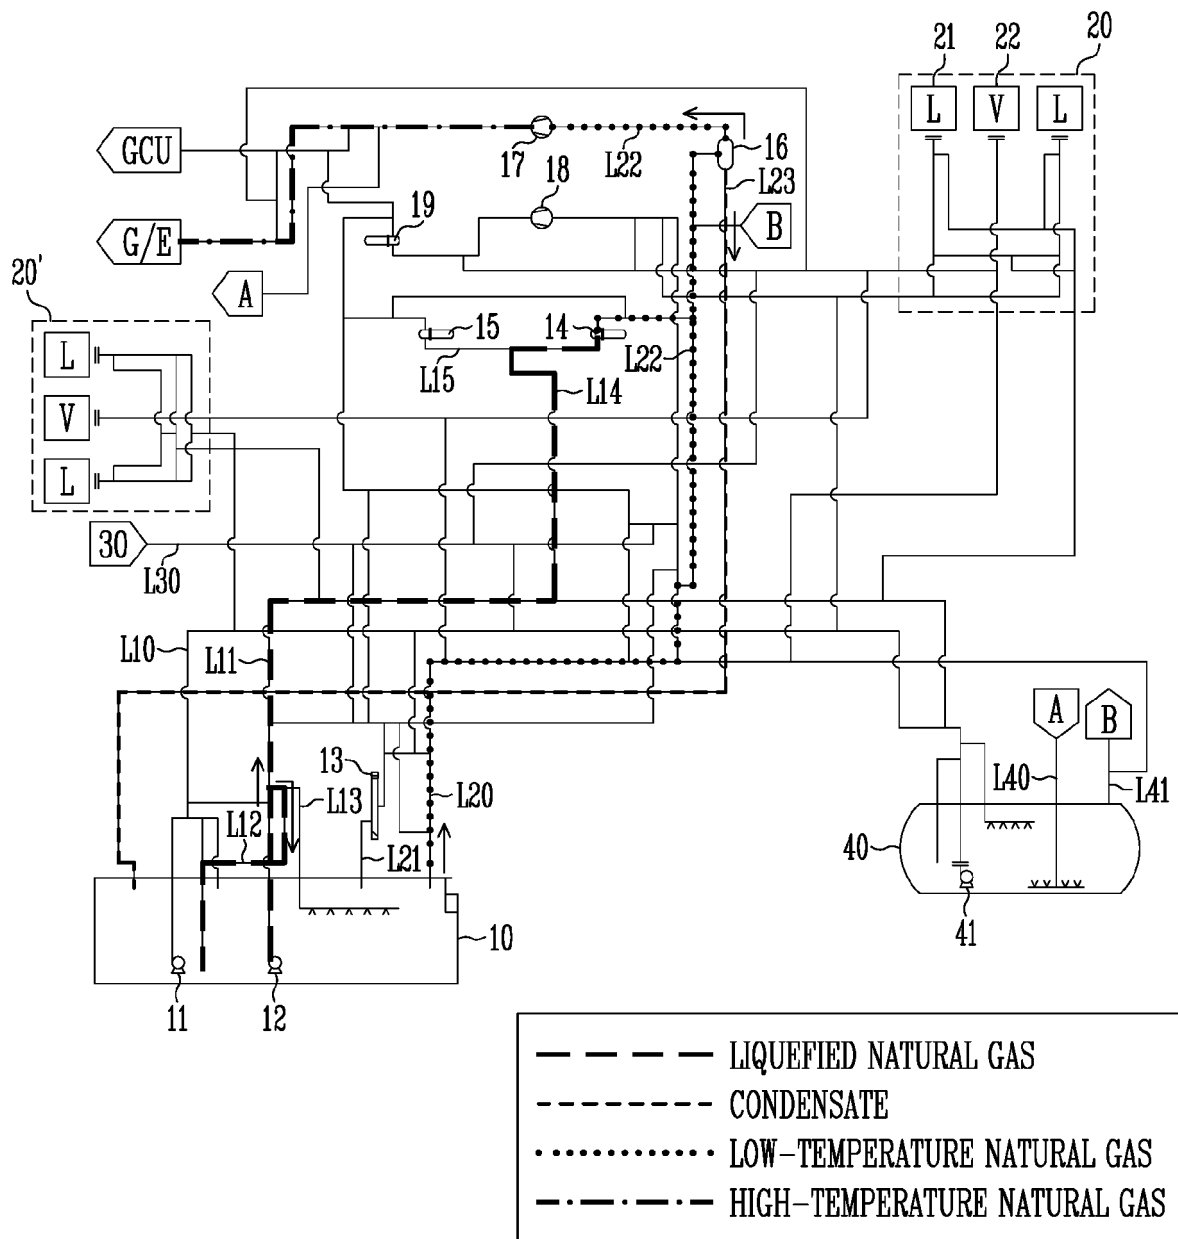 21
22
20
L
V
L
GCU
17
L22
16
L23
18
19
B
G/E
A
20'
15
14
L
L15
L14
L22
V
L
30
L30
L10
L11
13
A
B
L40
L41
L12
L13
L20
L21
40
41
10
11
12
LIQUEFIED NATURAL GAS
CONDENSATE
LOW-TEMPERATURE NATURAL GAS
HIGH-TEMPERATURE NATURAL GAS